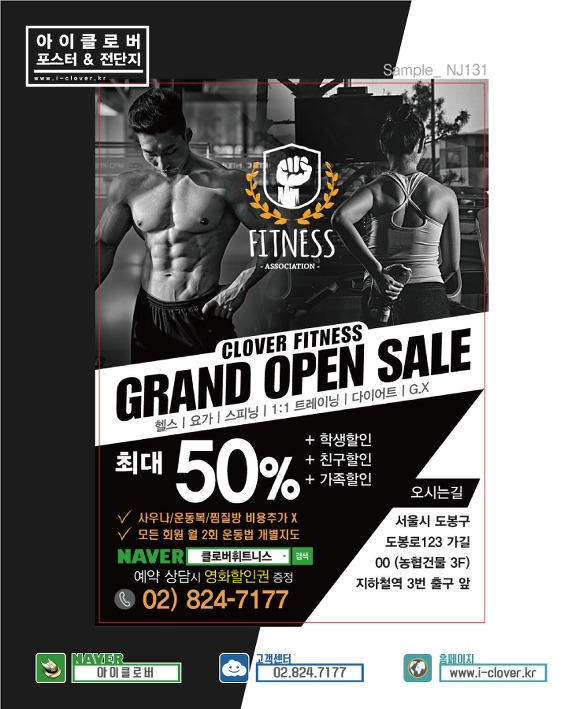 아이클로버
포스터 & 전단지
www.i-clover.kr
Sample_ NJ131
FITNESS
- ASSOCIATION -
CLOVER FITNESS
GRAND OPEN SALE
헬스 | 요가 | 스피닝 | 1:1 트레이닝 | 다이어트 | G.X
최대 50%
+ 학생할인
+ 친구할인
+ 가족할인
사우나/운동복/찜질방 비용추가 X
모든 회원 월 2회 운동법 개별지도
NAVER 클로버휘트니스 검색
예약 상담시 영화할인권 증정
02) 824-7177
오시는길
서울시 도봉구
도봉로123 가길
00 (농협건물 3F)
지하철역 3번 출구 앞
NAVER
아이클로버
고객센터
02.824.7177
홈페이지
www.i-clover.kr